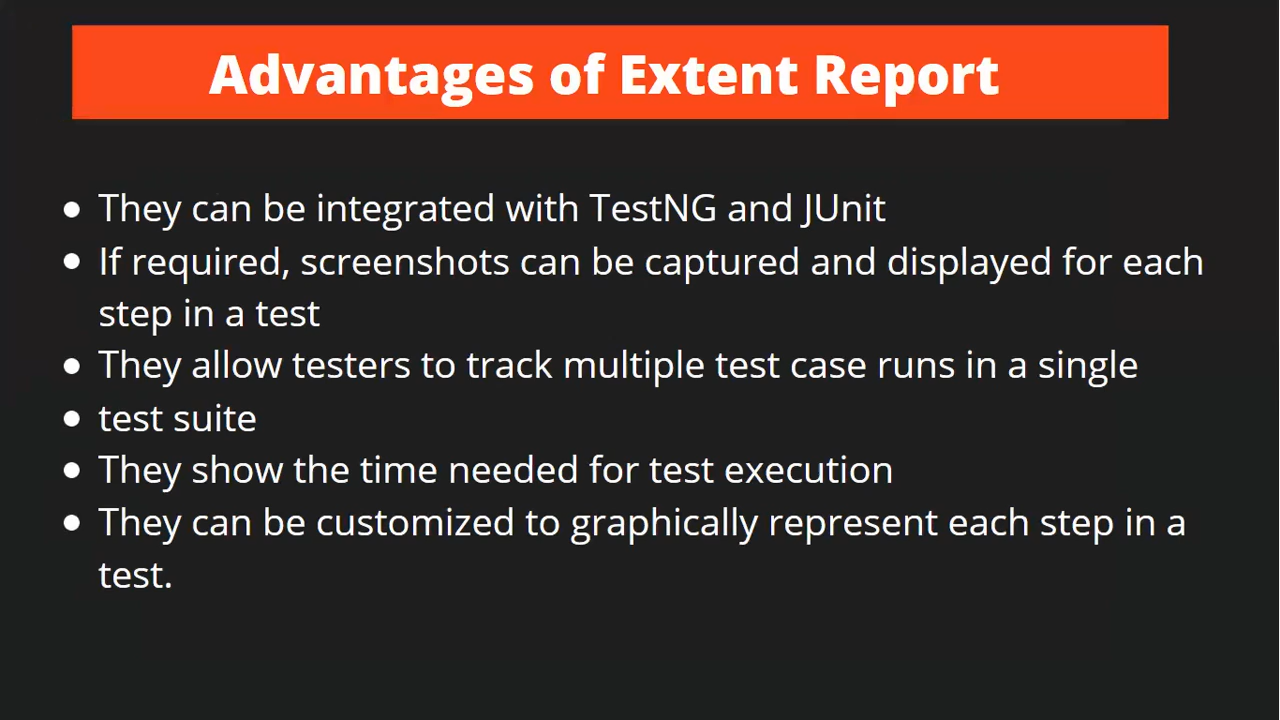 Advantages of Extent Report
● They can be integrated with TestNG and JUnit
● If required, screenshots can be captured and displayed for each
step in a test
● They allow testers to track multiple test case runs in a single
● test suite
● They show the time needed for test execution
● They can be customized to graphically represent each step in a
test.